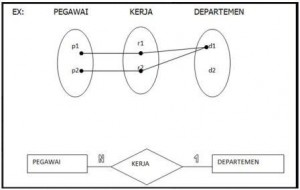 EX: PEGAWAI KERJA DEPARTEMEN
p1 r1 d1
p2 r2 d2
PEGAWAI N KERJA 1 DEPARTEMEN